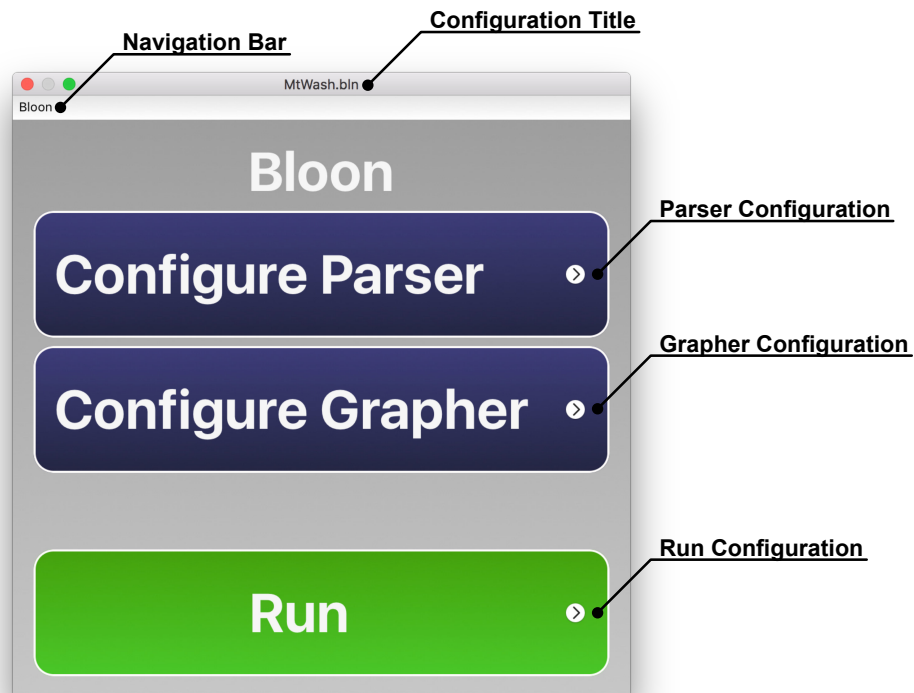 Configuration Title
Navigation Bar
MtWash.bln
Bloon
Bloon
Parser Configuration
Configure Parser
Grapher Configuration
Configure Grapher
Run Configuration
Run